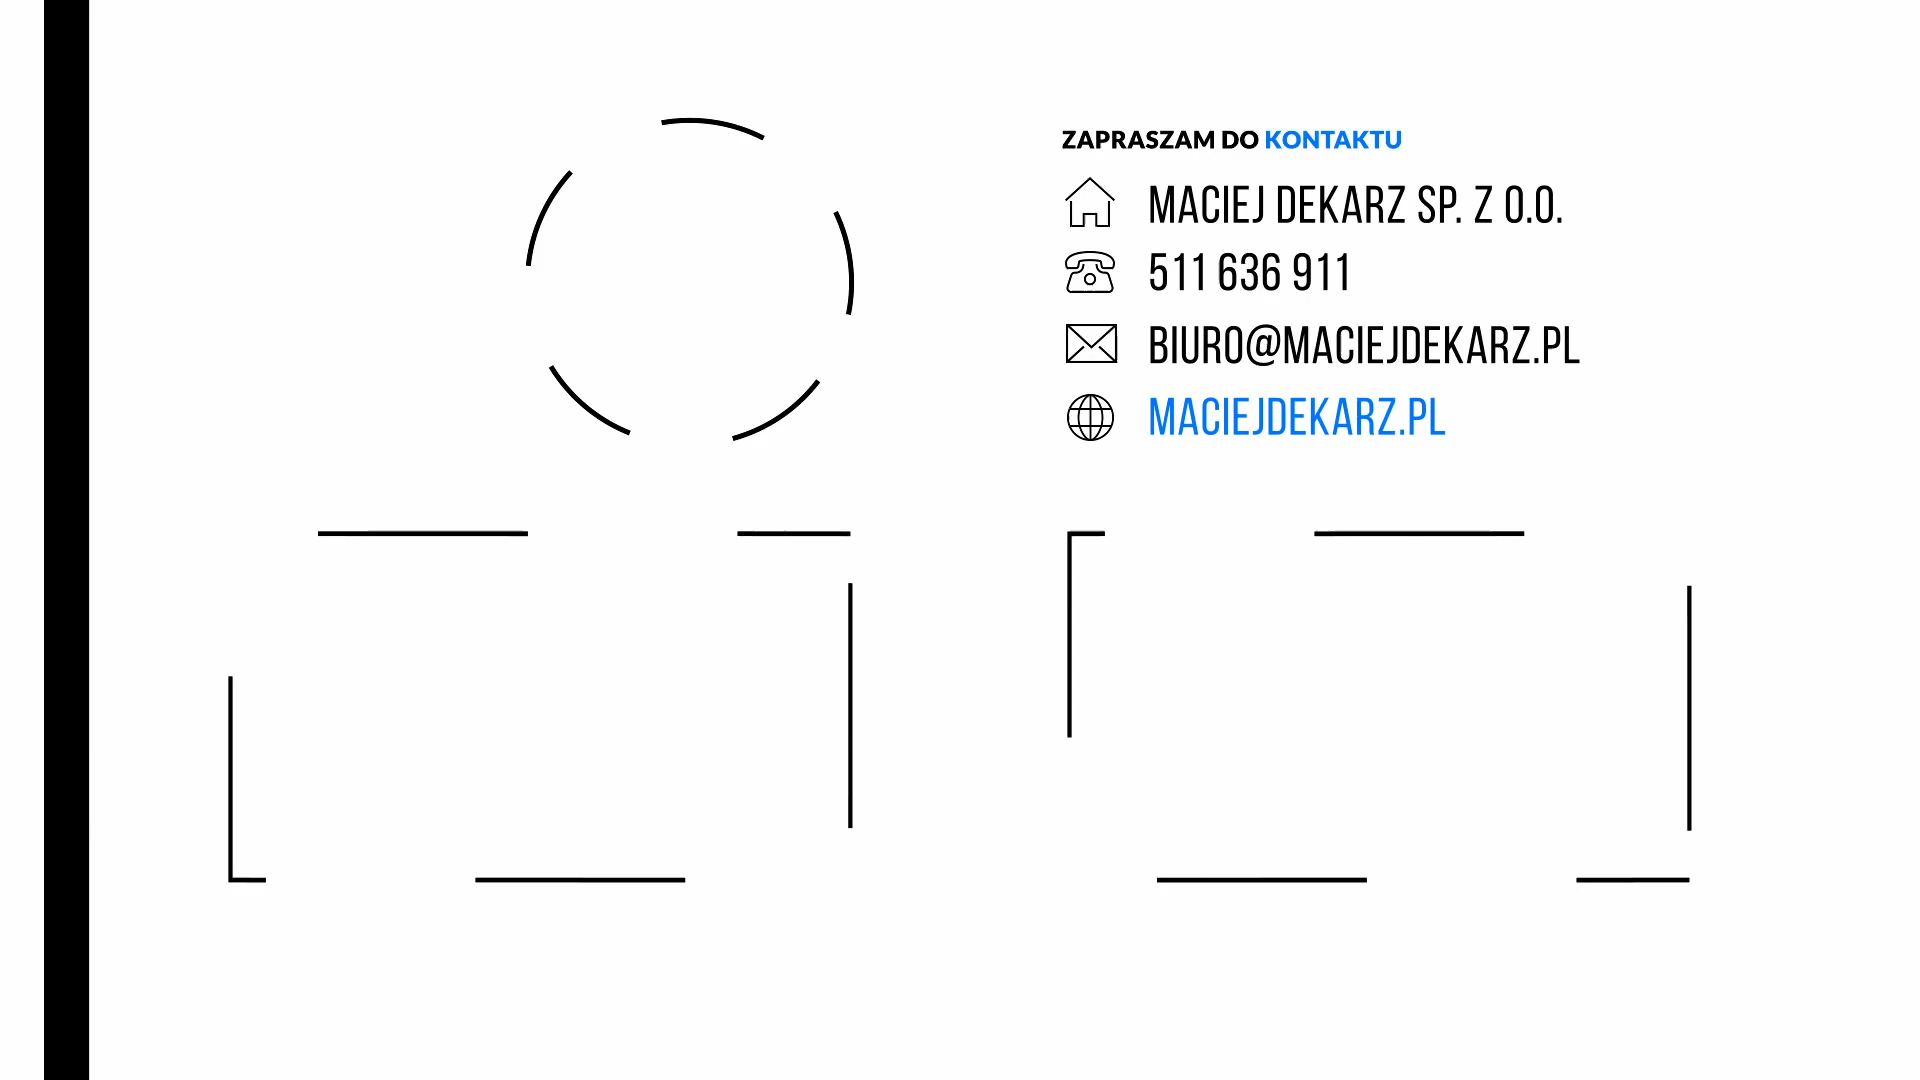 ZAPRASZAM DO KONTAKTU
MACIEJ DEKARZ SP. Z O.O.
511 636 911
BIURO@MACIEJDEKARZ.PL
MACIEJDEKARZ.PL